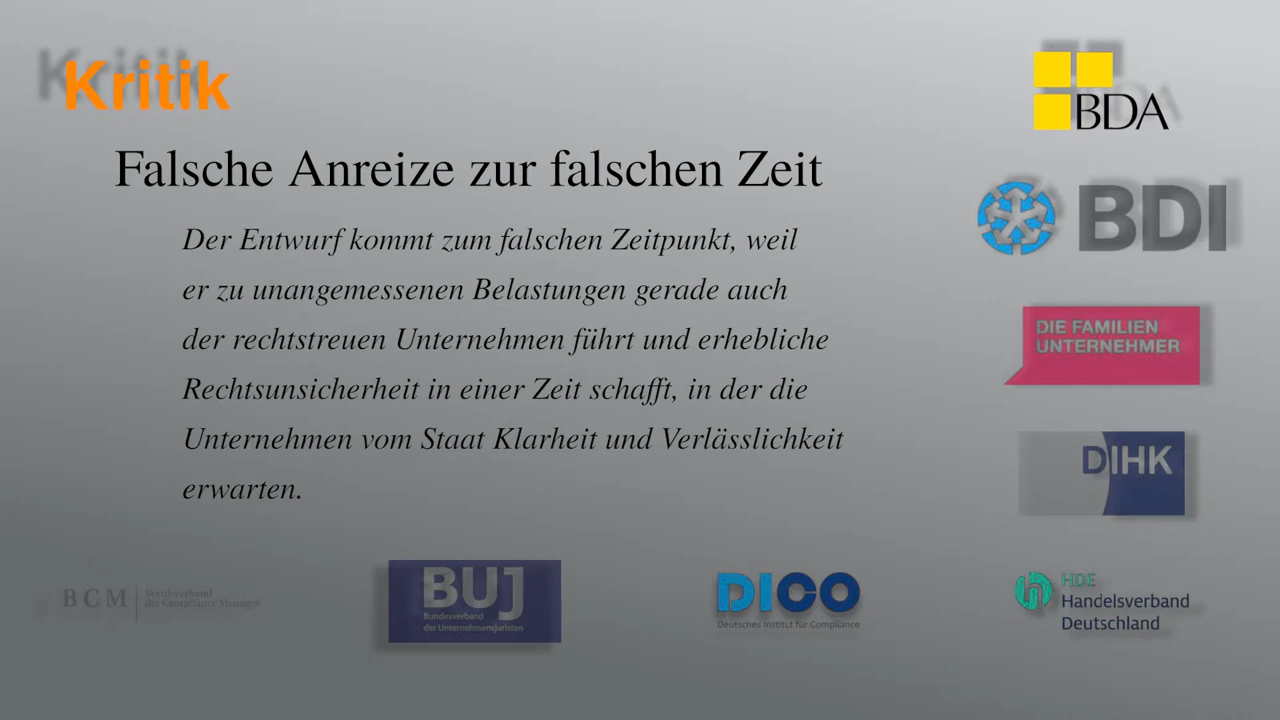 Kritik
Falsche Anreize zur falschen Zeit
Der Entwurf kommt zum falschen Zeitpunkt, weil
er zu unangemessenen Belastungen gerade auch
der rechtstreuen Unternehmen führt und erhebliche
Rechtsunsicherheit in einer Zeit schafft, in der die
Unternehmen vom Staat Klarheit und Verlässlichkeit
erwarten.
BDA
BDI
DIE FAMILIEN
UNTERNEHMER
DIHK
BCM
Berufsverband
der Compliance Manager
BUJ
Bundesverband
der Unternehmensjuristen
DICO
Deutsches Institut für Compliance
HDE
Handelsverband
Deutschland